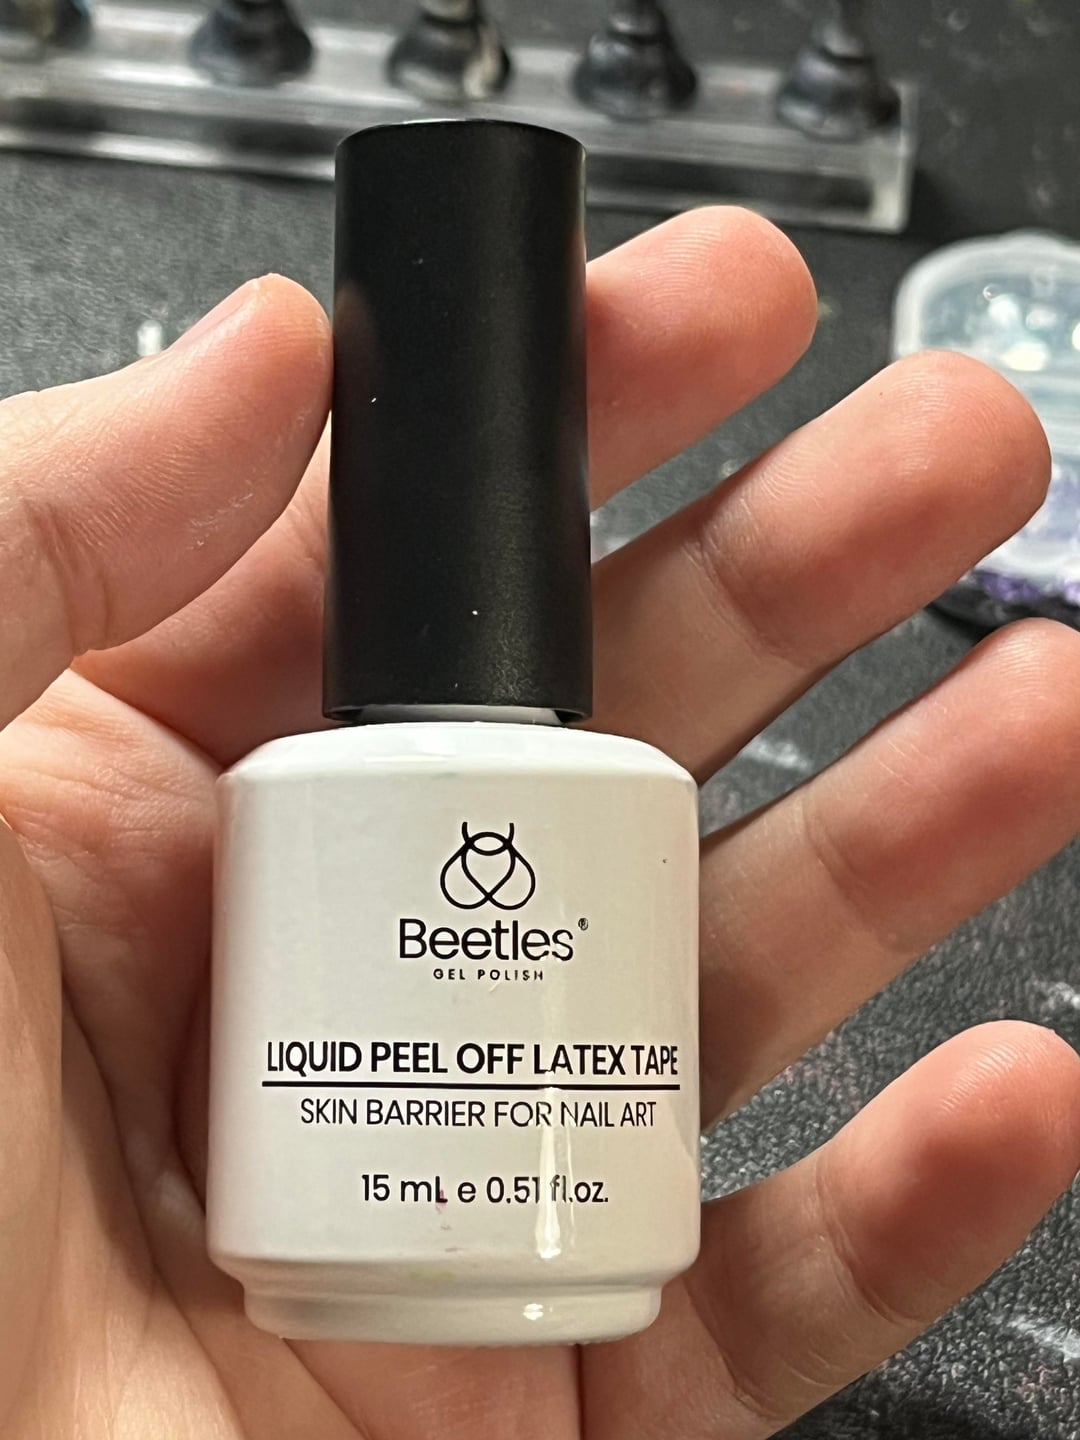 Beetles®
GEL POLISH
LIQUID PEEL OFF LATEX TAPE
SKIN BARRIER FOR NAIL ART
15 mL e 0.51 fl.oz.